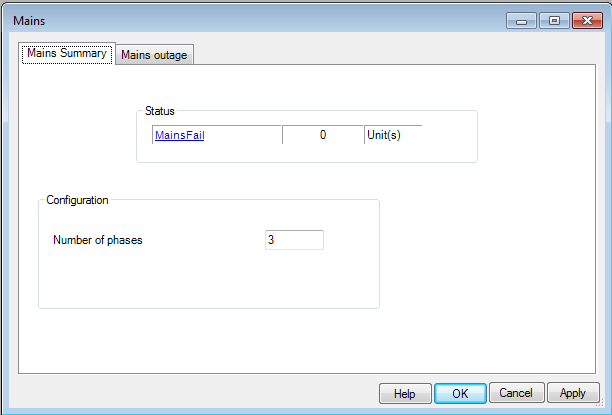 Mains
Mains Summary Mains outage
Status
MainsFail 0 Unit(s)
Configuration
Number of phases 3
Help OK Cancel Apply